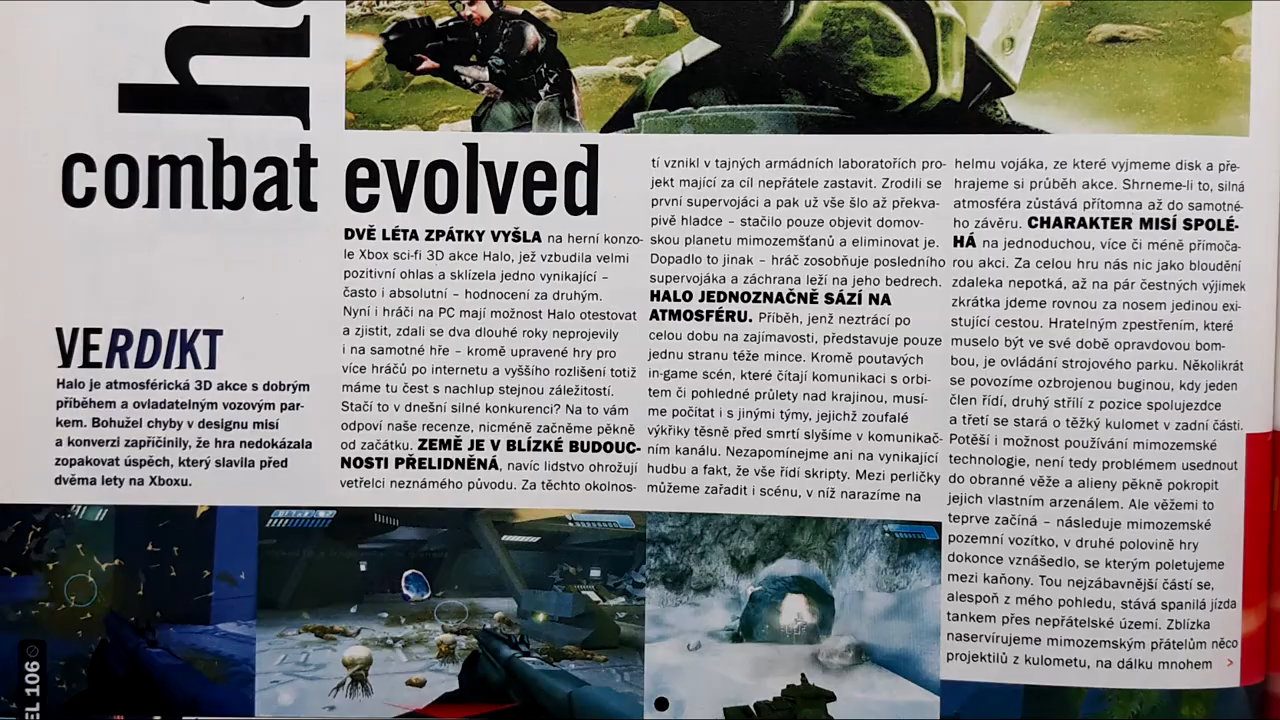 ha
combat evolved
VERDIKT
Halo je atmosférická 3D akce s dobrým
příběhem a ovladatelným vozovým par-
kem. Bohužel chyby v designu misí
a konverzi zapříčinily, že hra nedokázala
zopakovat úspěch, který slavila před
dvěma lety na Xboxu.
DVĚ LÉTA ZPÁTKY VYŠLA na herní konzo-
le Xbox sci-fi 3D akce Halo, jež vzbudila velmi
pozitivní ohlas a sklízela jedno vynikající –
často i absolutní – hodnocení za druhým.
Nyní i hráči na PC mají možnost Halo otestovat
a zjistit, zdali se dva dlouhé roky neprojevily
i na samotné hře – kromě upravené hry pro
více hráčů po internetu a vyššího rozlišení totiž
máme tu čest s nachlup stejnou záležitostí.
Stačí to v dnešní silné konkurenci? Na to vám
odpoví naše recenze, nicméně začněme pěkně
od začátku. ZEMĚ JE V BLÍZKÉ BUDOUC-
NOSTI PŘELIDNĚNÁ, navíc lidstvo ohrožují
vetřelci neznámého původu. Za těchto okolnos-
tí vznikl v tajných armádních laboratořích pro-
jekt mající za cíl nepřátele zastavit. Zrodili se
první supervojáci a pak už vše šlo až překva-
pivě hladce – stačilo pouze objevit domov-
skou planetu mimozemšťanů a eliminovat je.
Dopadlo to jinak – hráč zosobňuje posledního
supervojáka a záchrana leží na jeho bedrech.
HALO JEDNOZNAČNĚ SÁZÍ NA
ATMOSFÉRU. Příběh, jenž neztrácí po
celou dobu na zajímavosti, představuje pouze
jednu stranu téže mince. Kromě poutavých
in-game scén, které čítají komunikaci s orbi-
tem či pohledné průlety nad krajinou, musí-
me počítat i s jinými týmy, jejichž zoufalé
výkřiky těsně před smrtí slyšíme v komunikač-
ním kanálu. Nezapomejme ani na vynikající
hudbu a fakt, že vše řídí skripty. Mezi perličky
můžeme zařadit i scénu, v níž narazíme na
helmu vojáka, ze které vyjmeme disk a pře-
hrajeme si průběh akce. Shrneme-li to, silná
atmosféra zůstává přítomna až do samotné-
ho závěru. CHARAKTER MISÍ SPOLÉ-
HÁ na jednoduchou, více či méně přímoča-
rou akci. Za celou hru nás nic jako bloudění
zdaleka nepotká, až na pár čestných výjimek
zkrátka jdeme rovnou za nosem jedinou exi-
stující cestou. Hratelným zpestřením, které
muselo být ve své době opravdovou bom-
bou, je ovládání strojového parku. Několikrát
se povozíme ozbrojenou buginou, kdy jeden
člen řídí, druhý střílí z pozice spolujezdce
a třetí se stará o těžký kulomet v zadní části.
Potěší i možnost používání mimozemské
technologie, není tedy problémem usednout
do obranné věže a alieny pěkně pokropit
jejich vlastním arzenálem. Ale věžemi to
teprve začíná – následuje mimozemské
pozemní vozítko, v druhé polovině hry
dokonce vznášedlo, se kterým poletujeme
mezi kaňony. Tou nejzábavnější částí se,
alespoň z mého pohledu, stává spanilá jízda
tankem přes nepřátelské území. Zblízka
naservírujeme mimozemským přátelům něco
projektilů z kulometu, na dálku mnohem >
EL 106